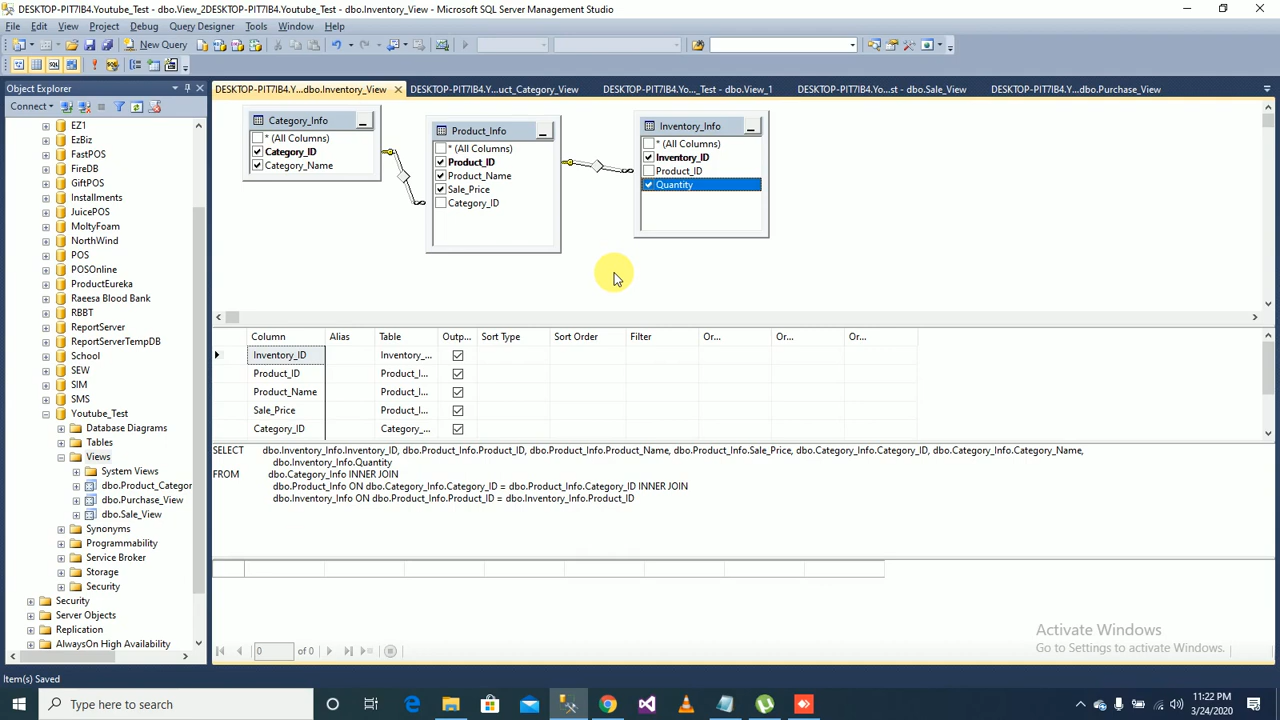 DESKTOP-PIT7IB4.Youtube_Test - dbo.View_2DESKTOP-PIT7IB4.Youtube_Test - dbo.Inventory_View - Microsoft SQL Server Management Studio
File Edit View Project Debug Query Designer Tools Window Help
New Query
Object Explorer
Connect
EZ1
EzBiz
FastPOS
FireDB
GiftPOS
Installments
JuicePOS
MoltyFoam
NorthWind
POS
POSOnline
ProductEureka
Raeesa Blood Bank
RBBT
ReportServer
ReportServerTempDB
School
SEW
SIM
SMS
Youtube_Test
Database Diagrams
Tables
Views
System Views
dbo.Product_Categor
dbo.Purchase_View
dbo.Sale_View
Synonyms
Programmability
Service Broker
Storage
Security
Security
Server Objects
Replication
AlwaysOn High Availability
DESKTOP-PIT7IB4.Y...dbo.Inventory_View
DESKTOP-PIT7IB4.Y...uct_Category_View
DESKTOP-PIT7IB4.Yo..._Test - dbo.View_1
DESKTOP-PIT7IB4.Yo...st - dbo.Sale_View
DESKTOP-PIT7IB4.Y...dbo.Purchase_View
Category_Info
* (All Columns)
Category_ID
Category_Name
Product_Info
* (All Columns)
Product_ID
Product_Name
Sale_Price
Category_ID
Inventory_Info
* (All Columns)
Inventory_ID
Product_ID
Quantity
Column Alias Table Outp... Sort Type Sort Order Filter Or... Or... Or...
Inventory_ID Inventory_...
Product_ID Product_I...
Product_Name Product_I...
Sale_Price Product_I...
Category_ID Category_...
SELECT dbo.Inventory_Info.Inventory_ID, dbo.Product_Info.Product_ID, dbo.Product_Info.Product_Name, dbo.Product_Info.Sale_Price, dbo.Category_Info.Category_ID, dbo.Category_Info.Category_Name,
dbo.Inventory_Info.Quantity
FROM dbo.Category_Info INNER JOIN
dbo.Product_Info ON dbo.Category_Info.Category_ID = dbo.Product_Info.Category_ID INNER JOIN
dbo.Inventory_Info ON dbo.Product_Info.Product_ID = dbo.Inventory_Info.Product_ID
0 of 0
Activate Windows
Go to Settings to activate Windows.
Item(s) Saved
Type here to search
11:22 PM
3/24/2020